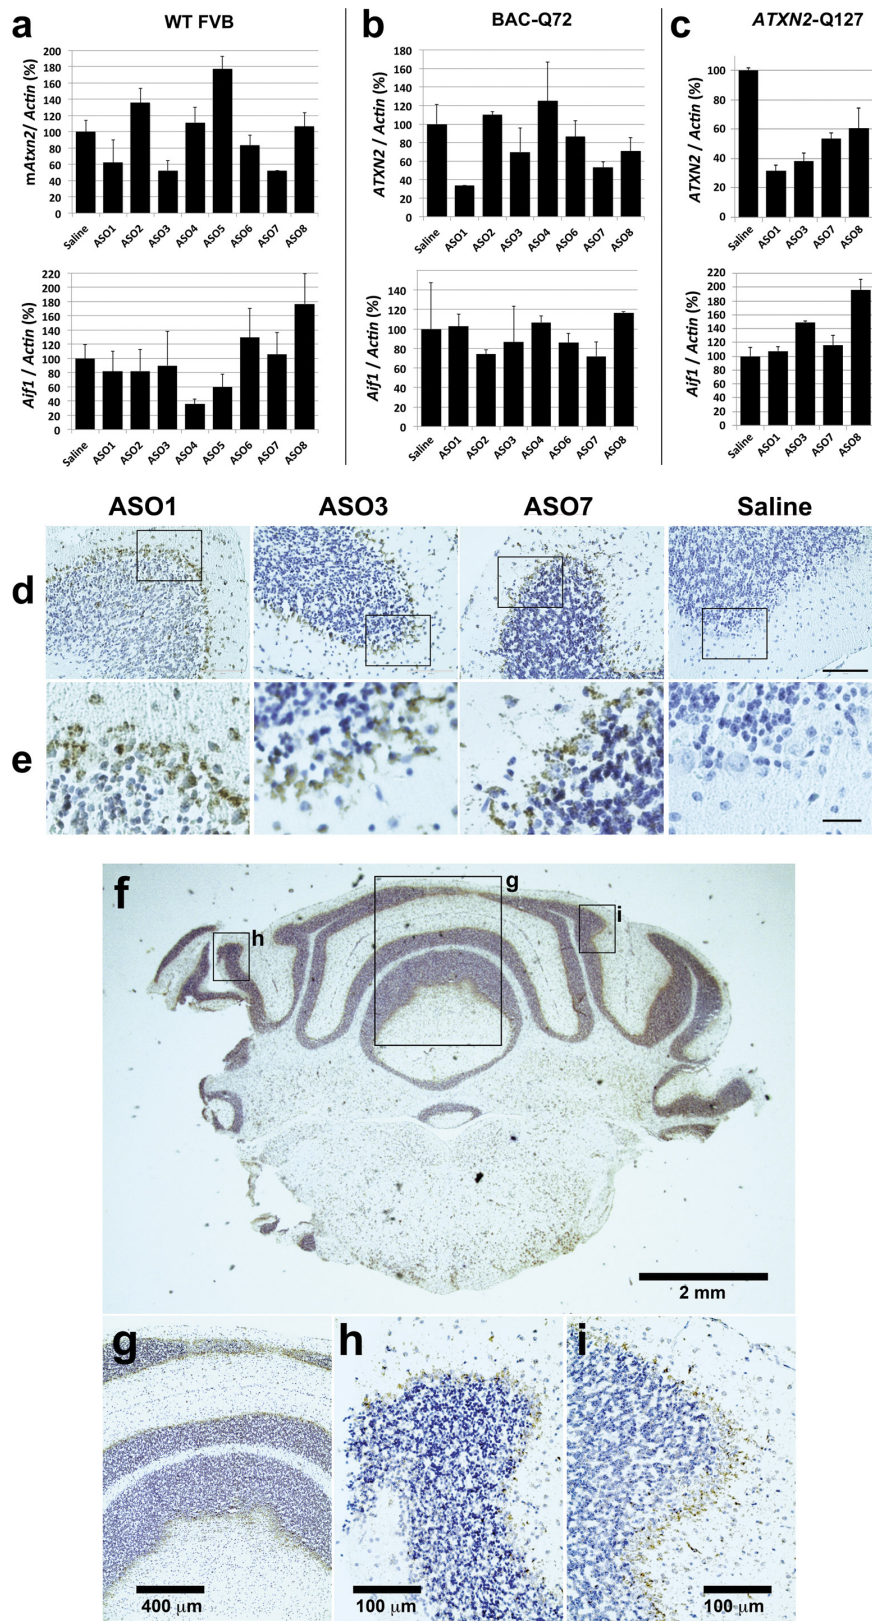 a
WT FVB
mAtxn2/ Actin (%)
200
180
160
140
120
100
80
60
40
20
0
Saline
ASO1
ASO2
ASO3
ASO4
ASO5
ASO6
ASO7
ASO8
Aif1 / Actin (%)
220
200
180
160
140
120
100
80
60
40
20
0
Saline
ASO1
ASO2
ASO3
ASO4
ASO5
ASO6
ASO7
ASO8
b
BAC-Q72
ATXN2 / Actin (%)
180
160
140
120
100
80
60
40
20
0
Saline
ASO1
ASO2
ASO3
ASO4
ASO6
ASO7
ASO8
Aif1 / Actin (%)
140
120
100
80
60
40
20
0
Saline
ASO1
ASO2
ASO3
ASO4
ASO6
ASO7
ASO8
c
ATXN2-Q127
ATXN2 / Actin (%)
100
80
60
40
20
0
Saline
ASO1
ASO3
ASO7
ASO8
Aif1 / Actin (%)
220
200
180
160
140
120
100
80
60
40
20
0
Saline
ASO1
ASO3
ASO7
ASO8
ASO1
ASO3
ASO7
Saline
d
e
f
g
h
i
2 mm
g
400 µm
h
100 µm
i
100 µm